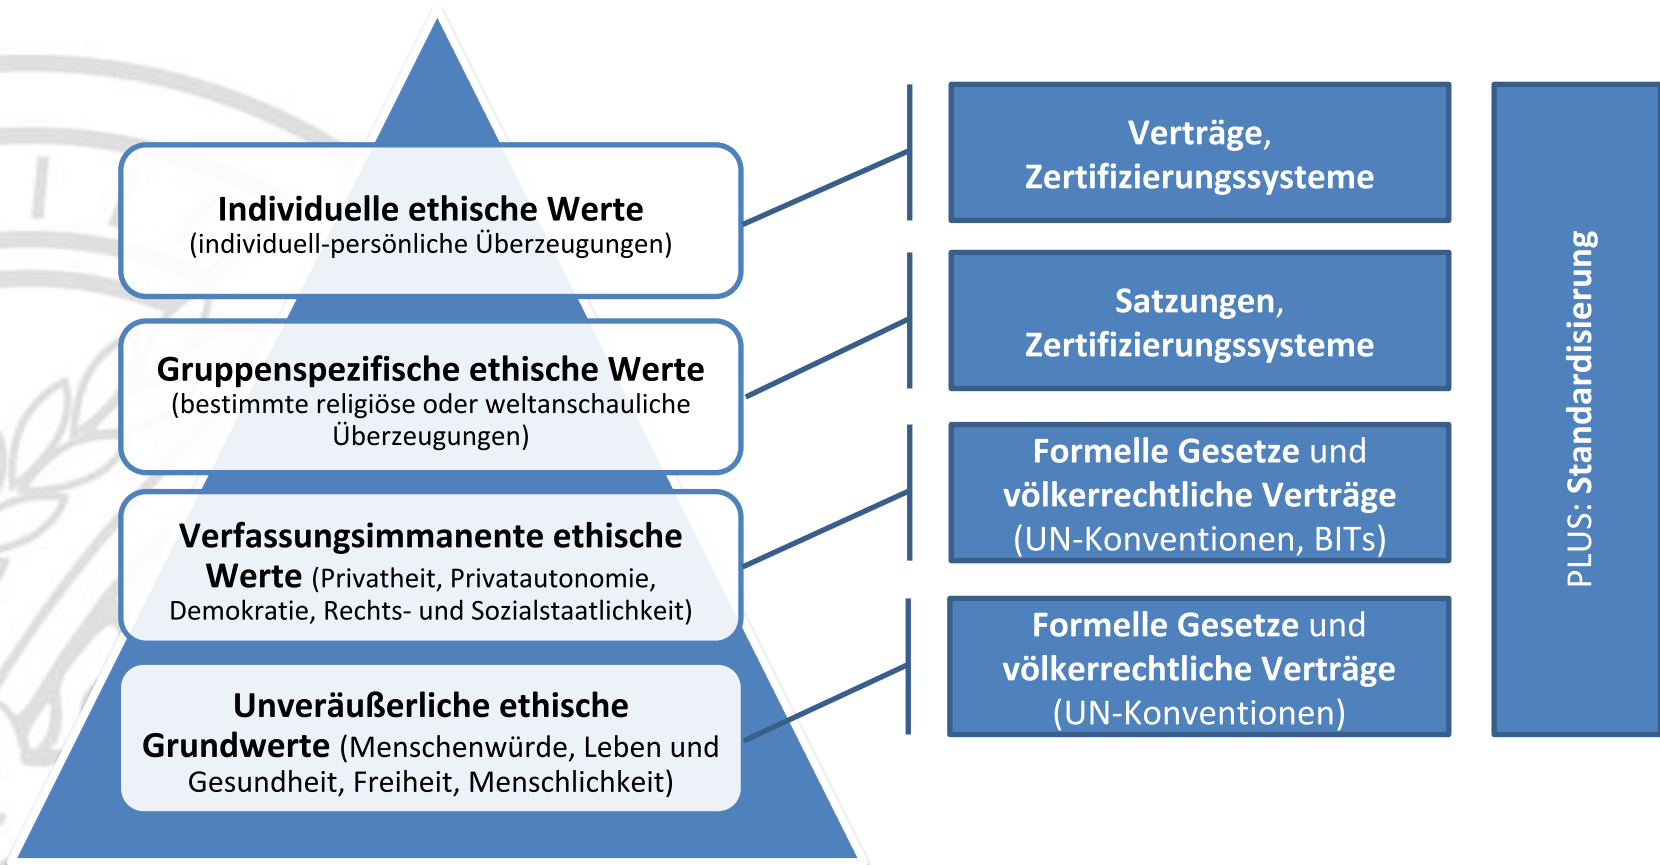 Individuelle ethische Werte
(individuell-persönliche Überzeugungen)
Verträge,
Zertifizierungssysteme
Gruppenspezifische ethische Werte
(bestimmte religiöse oder weltanschauliche
Überzeugungen)
Satzungen,
Zertifizierungssysteme
Verfassungsimmanente ethische
Werte (Privatheit, Privatautonomie,
Demokratie, Rechts- und Sozialstaatlichkeit)
Formelle Gesetze und
völkerrechtliche Verträge
(UN-Konventionen, BITs)
Unveräußerliche ethische
Grundwerte (Menschenwürde, Leben und
Gesundheit, Freiheit, Menschlichkeit)
Formelle Gesetze und
völkerrechtliche Verträge
(UN-Konventionen)
PLUS: Standardisierung